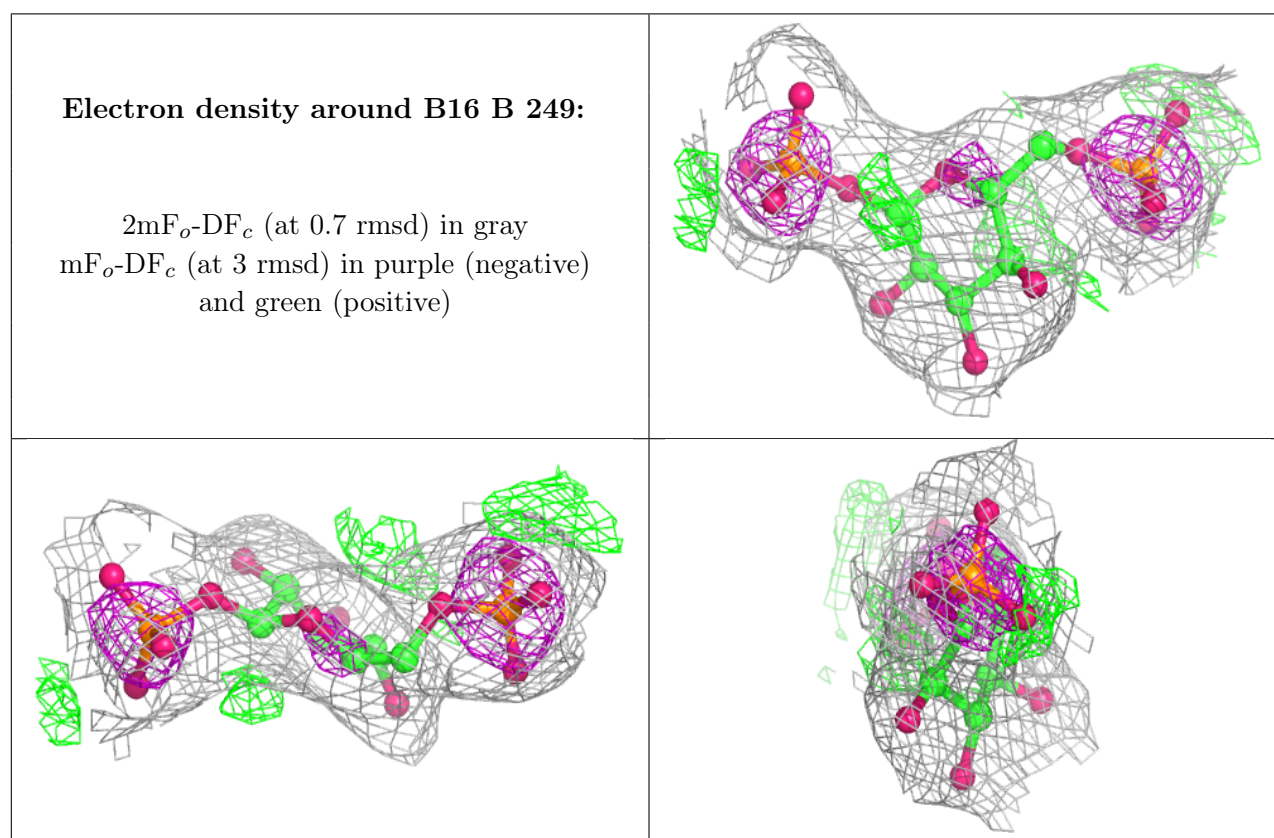 Electron density around B16 B 249:
2mFo-DFc (at 0.7 rmsd) in gray
mFo-DFc (at 3 rmsd) in purple (negative)
and green (positive)